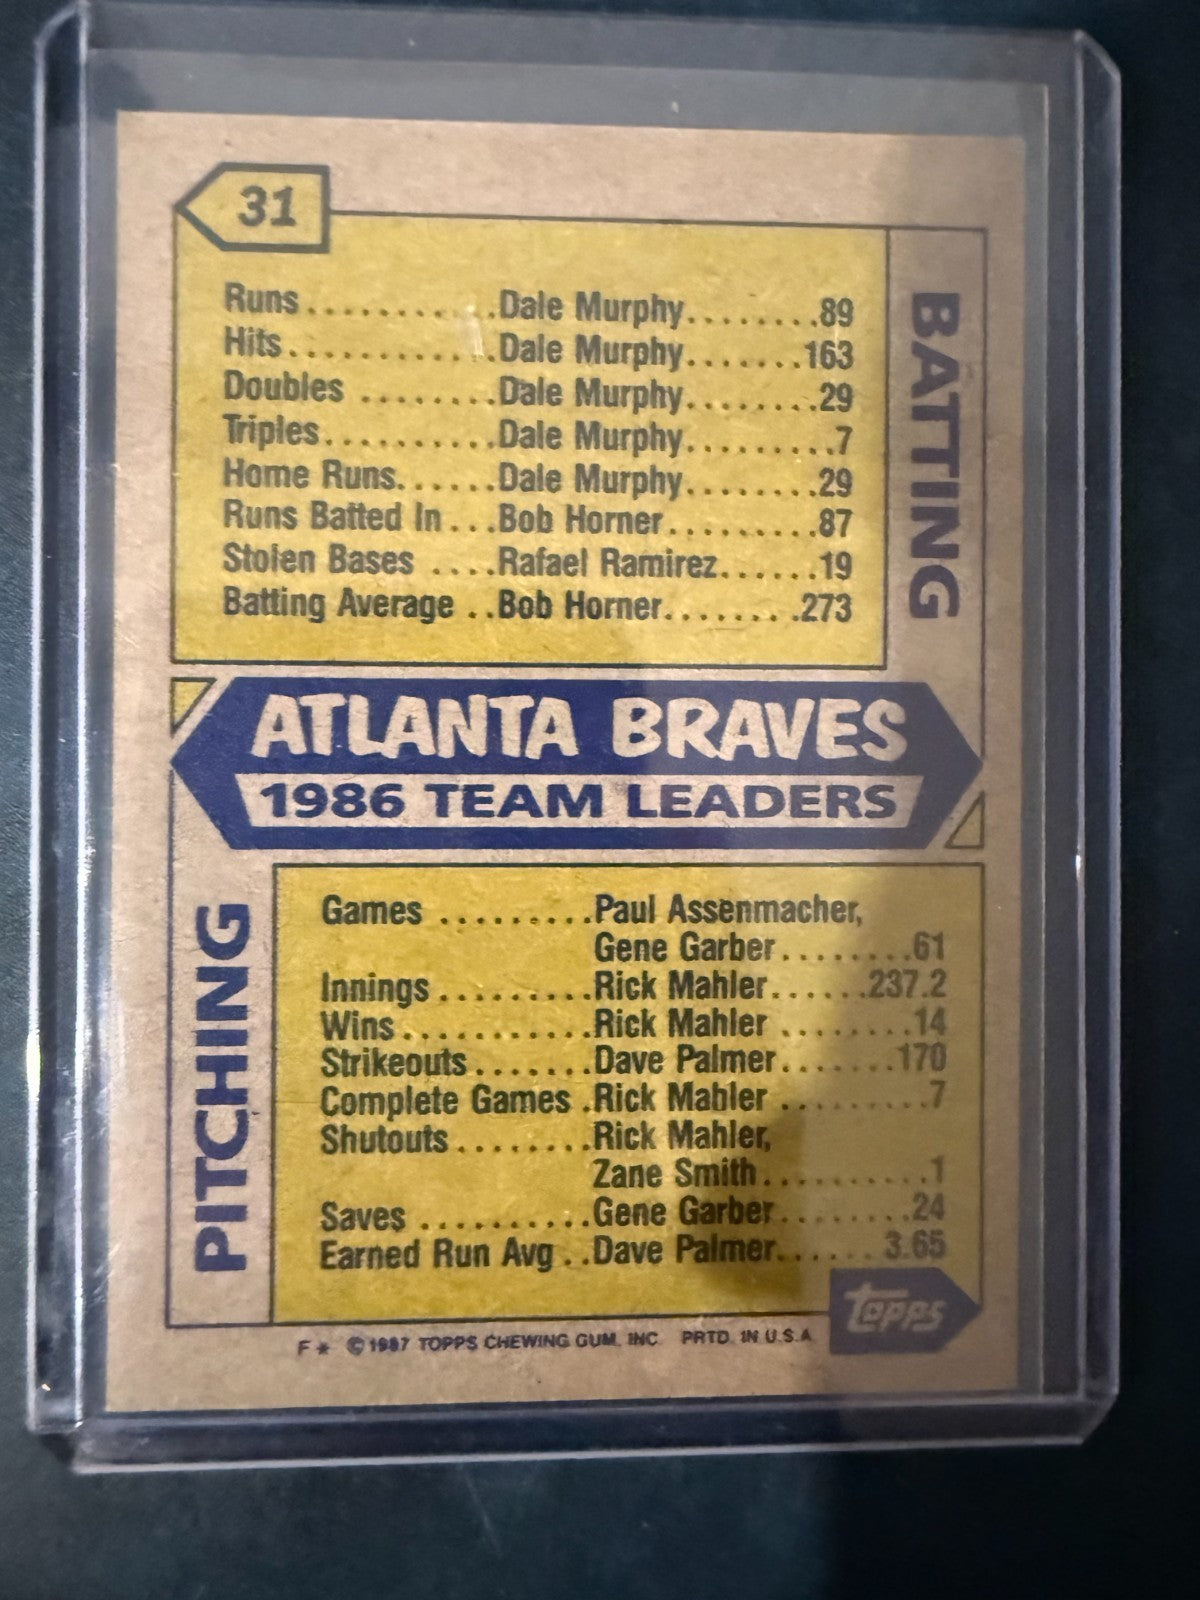 31
Runs...........Dale Murphy........89
Hits............Dale Murphy.......163
Doubles ........Dale Murphy........29
Triples..........Dale Murphy.........7
Home Runs.......Dale Murphy........29
Runs Batted In...Bob Horner.........87
Stolen Bases ....Rafael Ramirez......19
Batting Average ..Bob Horner........273
BATTING
ATLANTA BRAVES
1986 TEAM LEADERS
PITCHING
Games .........Paul Assenmacher,
Gene Garber........61
Innings.........Rick Mahler......237.2
Wins...........Rick Mahler ........14
Strikeouts.......Dave Palmer.......170
Complete Games .Rick Mahler .........7
Shutouts ........Rick Mahler,
Zane Smith..........1
Saves ..........Gene Garber........24
Earned Run Avg ..Dave Palmer......3.65
topps
F* © 1987 TOPPS CHEWING GUM, INC. PRTD. IN U.S.A.